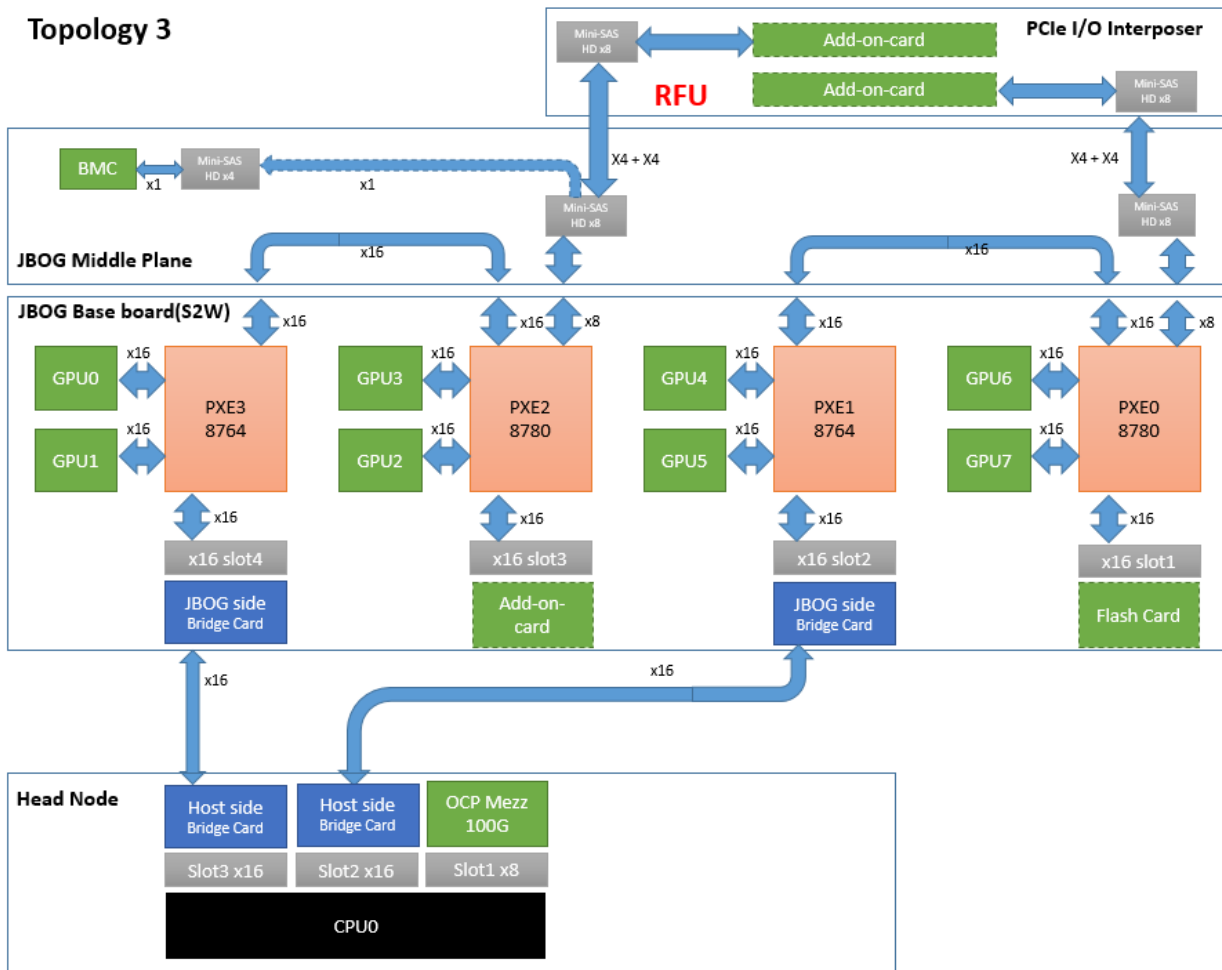 Topology 3
PCIe I/O Interposer
Mini-SAS
HD x8
Add-on-card
RFU
Add-on-card
Mini-SAS
HD x8
BMC
x1
Mini-SAS
HD x4
x1
X4 + X4
X4 + X4
Mini-SAS
HD x8
Mini-SAS
HD x8
x16
x16
JBOG Middle Plane
JBOG Base board(S2W)
x16
x16
x8
x16
x16
x8
GPU0
x16
GPU1
x16
PXE3
8764
GPU3
x16
GPU2
x16
PXE2
8780
GPU4
x16
GPU5
x16
PXE1
8764
GPU6
x16
GPU7
x16
PXE0
8780
x16
x16
x16
x16
x16 slot4
x16 slot3
x16 slot2
x16 slot1
JBOG side
Bridge Card
Add-on-
card
JBOG side
Bridge Card
Flash Card
x16
x16
Head Node
Host side
Bridge Card
Host side
Bridge Card
OCP Mezz
100G
Slot3 x16
Slot2 x16
Slot1 x8
CPU0